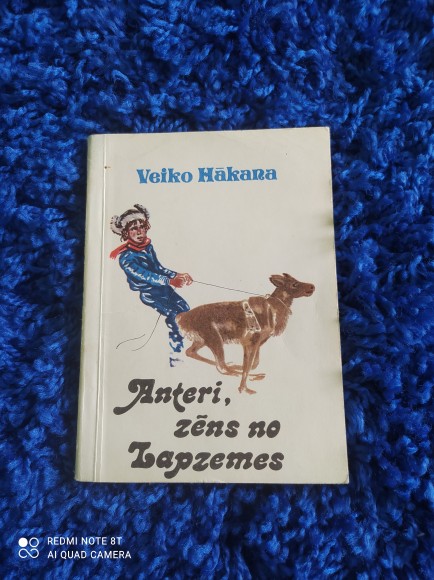 Veiko Hākana
Anteri,
zēns no
Lapzemes
REDMI NOTE 8T
AI QUAD CAMERA